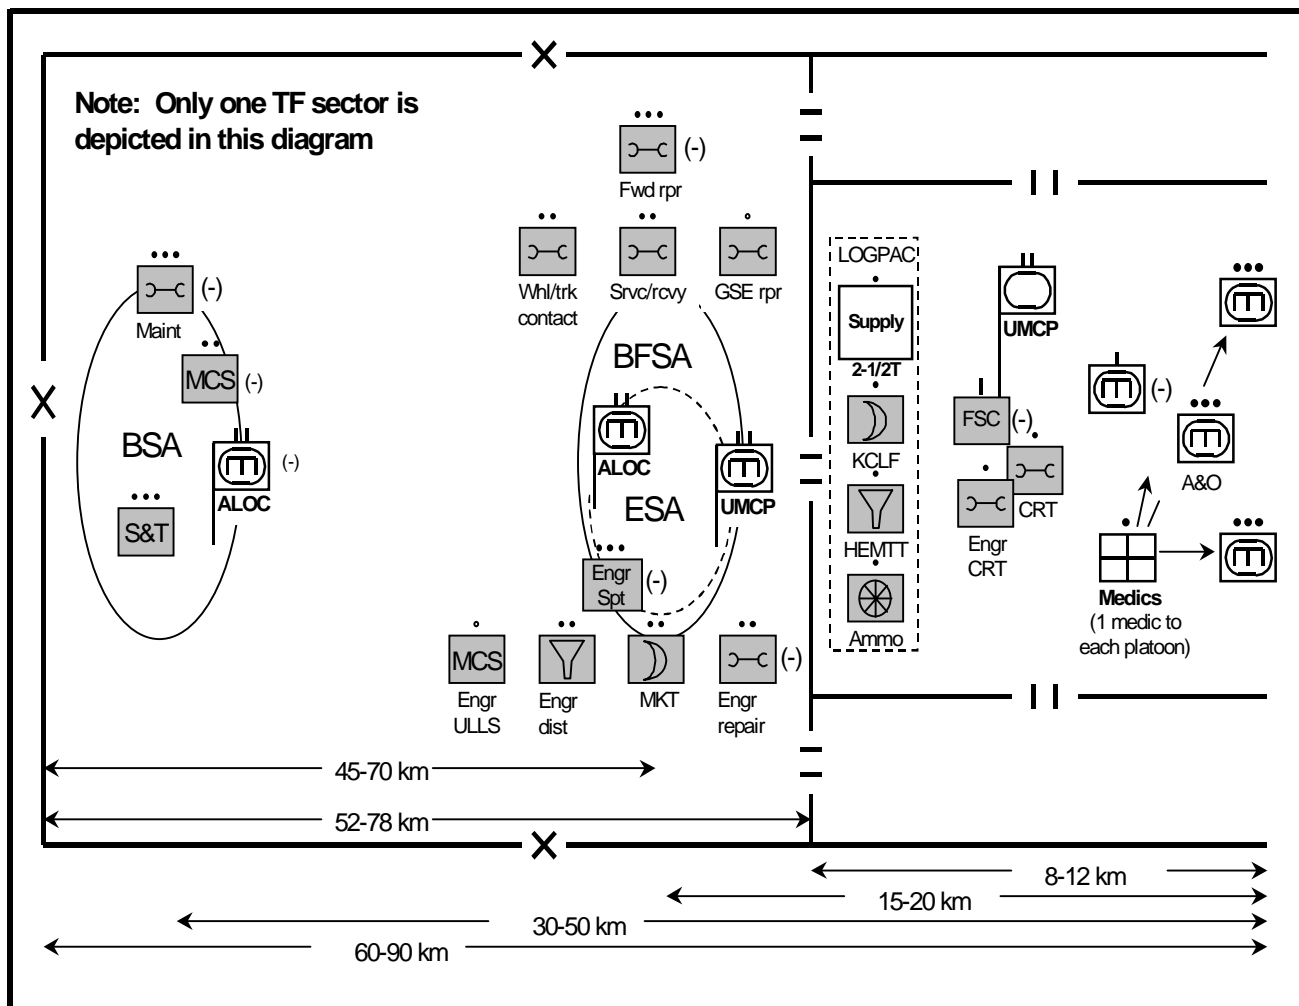 Note: Only one TF sector is
depicted in this diagram
(-)
Fwd rpr
Whl/trk
contact
Srvc/rcvy
GSE rpr
(-)
Maint
MCS
(-)
BSA
(-)
ALOC
S&T
BFSA
ALOC
ESA
UMCP
Engr
Spt
(-)
MCS
Engr
ULLS
Engr
dist
MKT
(-)
Engr
repair
LOGPAC
Supply
2-1/2T
KCLF
HEMTT
Ammo
UMCP
FSC
(-)
CRT
Engr
CRT
(-)
A&O
Medics
(1 medic to
each platoon)
45-70 km
52-78 km
8-12 km
15-20 km
30-50 km
60-90 km